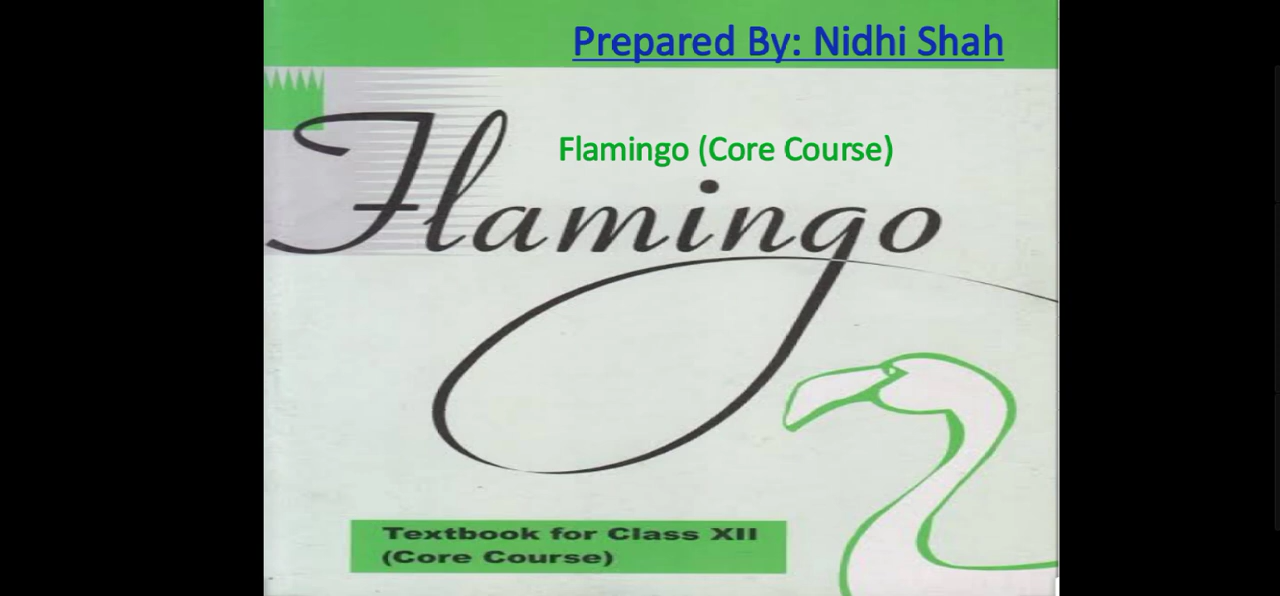 Prepared By: Nidhi Shah
Flamingo (Core Course)
Flamingo
Textbook for Class XII
(Core Course)